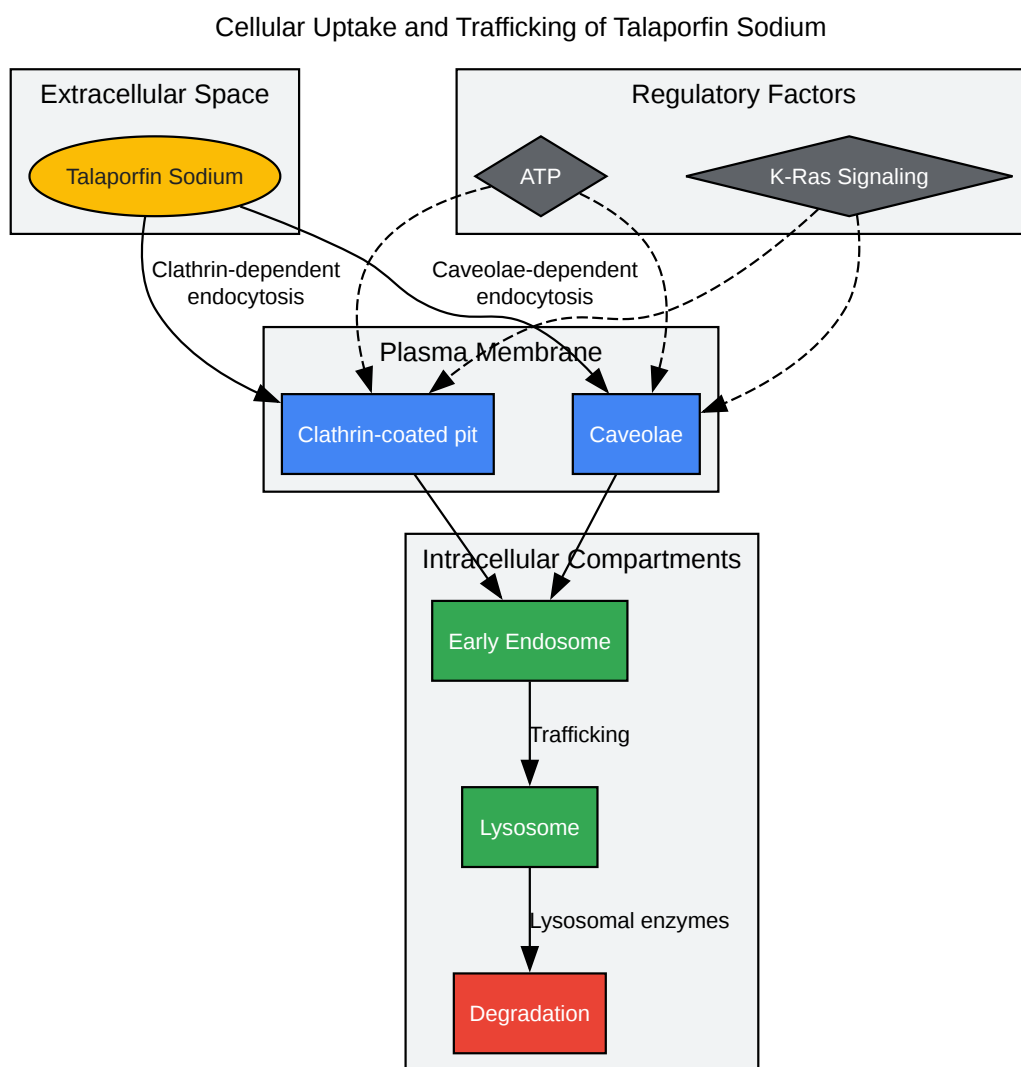 Cellular Uptake and Trafficking of Talaporfin Sodium
Extracellular Space
Regulatory Factors
Talaporfin Sodium
ATP
K-Ras Signaling
Clathrin-dependent
endocytosis
Caveolae-dependent
endocytosis
Plasma Membrane
Clathrin-coated pit
Caveolae
Intracellular Compartments
Early Endosome
Trafficking
Lysosome
Lysosomal enzymes
Degradation